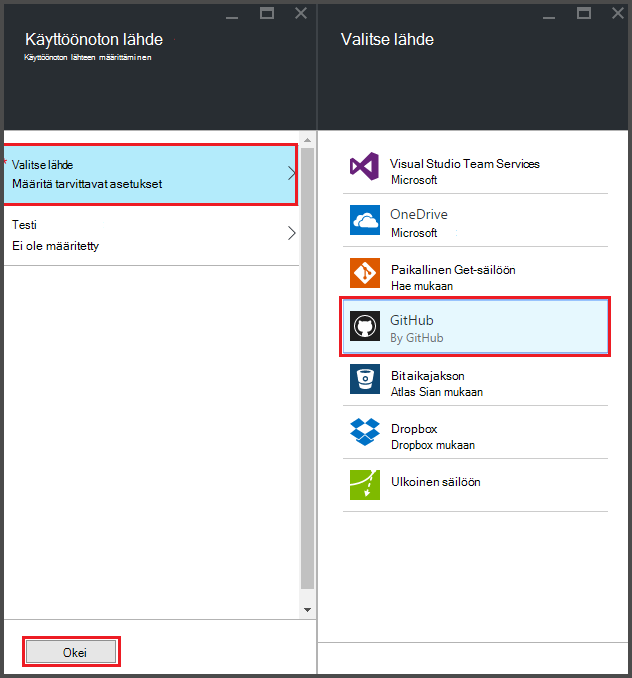 Käyttöönoton lähde
Käyttöönoton lähteen määrittäminen
* Valitse lähde
Määritä tarvittavat asetukset
Testi
Ei ole määritetty
Okei
Valitse lähde
Visual Studio Team Services
Microsoft
OneDrive
Microsoft
Paikallinen Get-säilöön
Hae mukaan
GitHub
By GitHub
Bit aikajakson
Atlas Sian mukaan
Dropbox
Dropbox mukaan
Ulkoinen säilöön